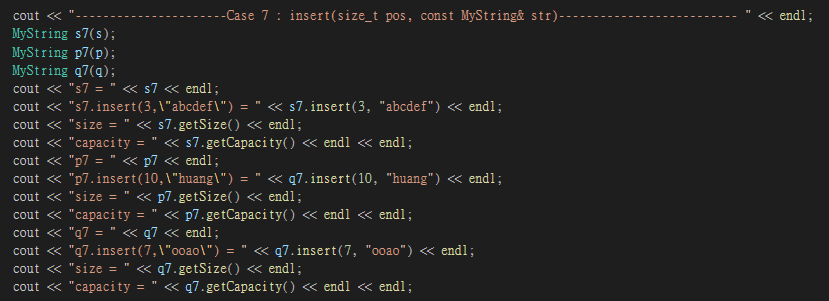 cout << "----------------------Case 7 : insert(size_t pos, const MyString& str)-------------------------- " << endl;
MyString s7(s);
MyString p7(p);
MyString q7(q);
cout << "s7 = " << s7 << endl;
cout << "s7.insert(3,\"abcdef\") = " << s7.insert(3, "abcdef") << endl;
cout << "size = " << s7.getSize() << endl;
cout << "capacity = " << s7.getCapacity() << endl << endl;
cout << "p7 = " << p7 << endl;
cout << "p7.insert(10,\"huang\") = " << q7.insert(10, "huang") << endl;
cout << "size = " << p7.getSize() << endl;
cout << "capacity = " << p7.getCapacity() << endl << endl;
cout << "q7 = " << q7 << endl;
cout << "q7.insert(7,\"ooao\") = " << q7.insert(7, "ooao") << endl;
cout << "size = " << q7.getSize() << endl;
cout << "capacity = " << q7.getCapacity() << endl << endl;